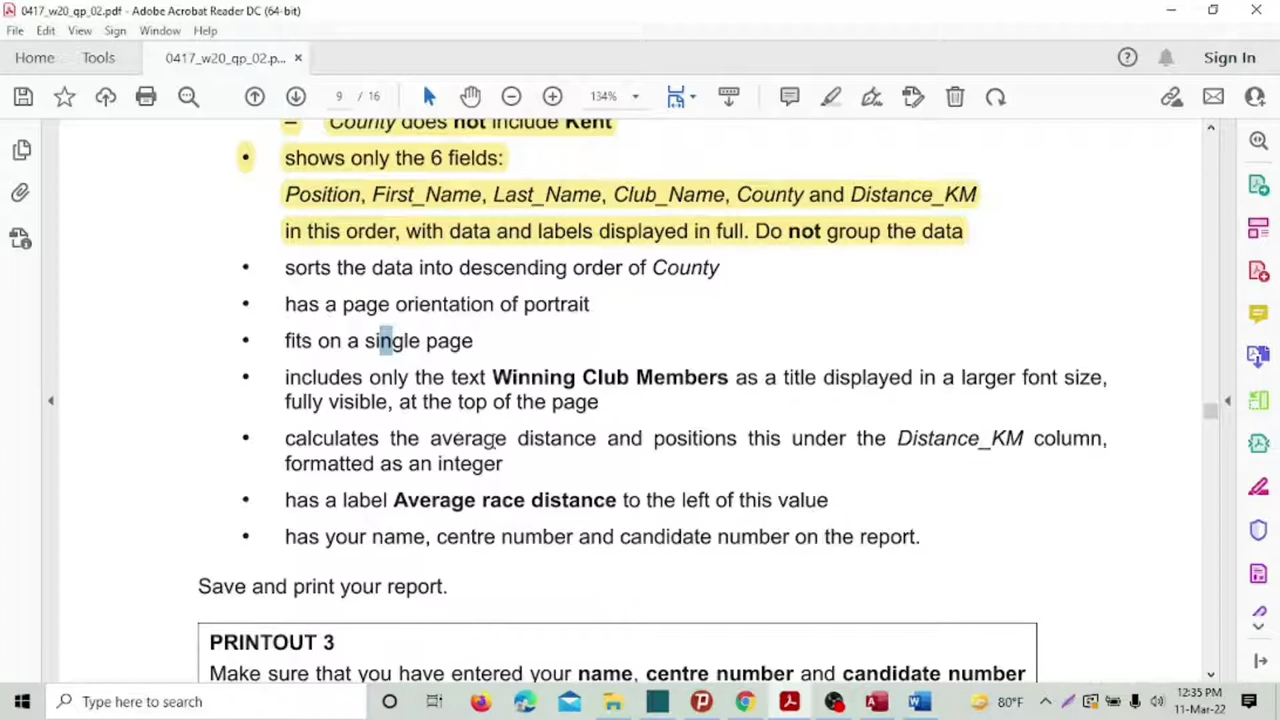 0417_w20_qp_02.pdf - Adobe Acrobat Reader DC (64-bit)
File Edit View Sign Window Help
Home Tools 0417_w20_qp_02.p... × Sign In
9 / 16 134%
– County does not include Kent
• shows only the 6 fields:
Position, First_Name, Last_Name, Club_Name, County and Distance_KM
in this order, with data and labels displayed in full. Do not group the data
• sorts the data into descending order of County
• has a page orientation of portrait
• fits on a single page
• includes only the text Winning Club Members as a title displayed in a larger font size,
fully visible, at the top of the page
• calculates the average distance and positions this under the Distance_KM column,
formatted as an integer
• has a label Average race distance to the left of this value
• has your name, centre number and candidate number on the report.
Save and print your report.
PRINTOUT 3
Make sure that you have entered your name, centre number and candidate number
Type here to search
80°F
12:35 PM
11-Mar-22